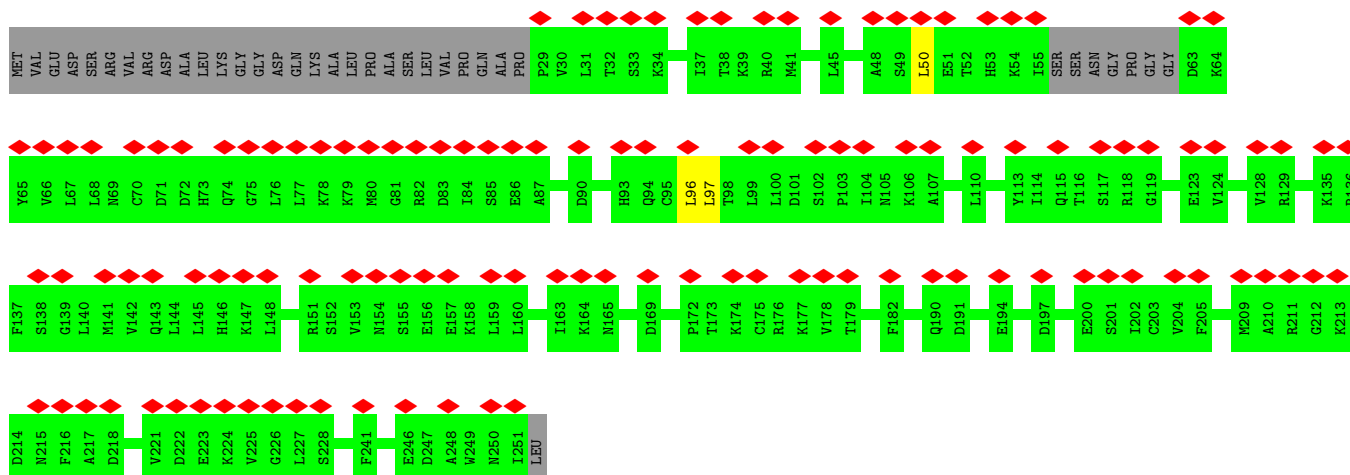 MET VAL GLU ASP SER ARG VAL ARG ASP ALA LEU LYS GLY GLY ASP GLN LYS ALA LEU PRO ALA SER LEU VAL PRO GLN ALA PRO P29 V30 L31 T32 S33 K34 I37 T38 K39 R40 M41 L45 A48 S49 L50 E51 T52 H53 K54 I55 SER SER ASN GLY PRO GLY GLY D63 K64
Y65 V66 L67 L68 N69 C70 D71 D72 H73 Q74 G75 L76 L77 K78 K79 M80 G81 R82 D83 I84 S85 E86 A87 D90 H93 Q94 C95 L96 L97 T98 L99 L100 D101 S102 P103 I104 N105 K106 A107 L110 Y113 I114 Q115 T116 S117 R118 G119 E123 V124 V128 R129 K135
F137 S138 G139 L140 M141 V142 Q143 L144 L145 H146 K147 L148 R151 S152 V153 N154 S155 E156 E157 K158 L159 L160 I163 K164 N165 D169 P172 T173 K174 C175 R176 K177 V178 T179 F182 Q190 D191 E194 D197 E200 S201 I202 C203 V204 F205 M209 A210 R211 G212 K213
D214 N215 F216 A217 D218 V221 D222 E223 K224 V225 G226 L227 S228 F241 E246 D247 A248 W249 N250 I251 LEU